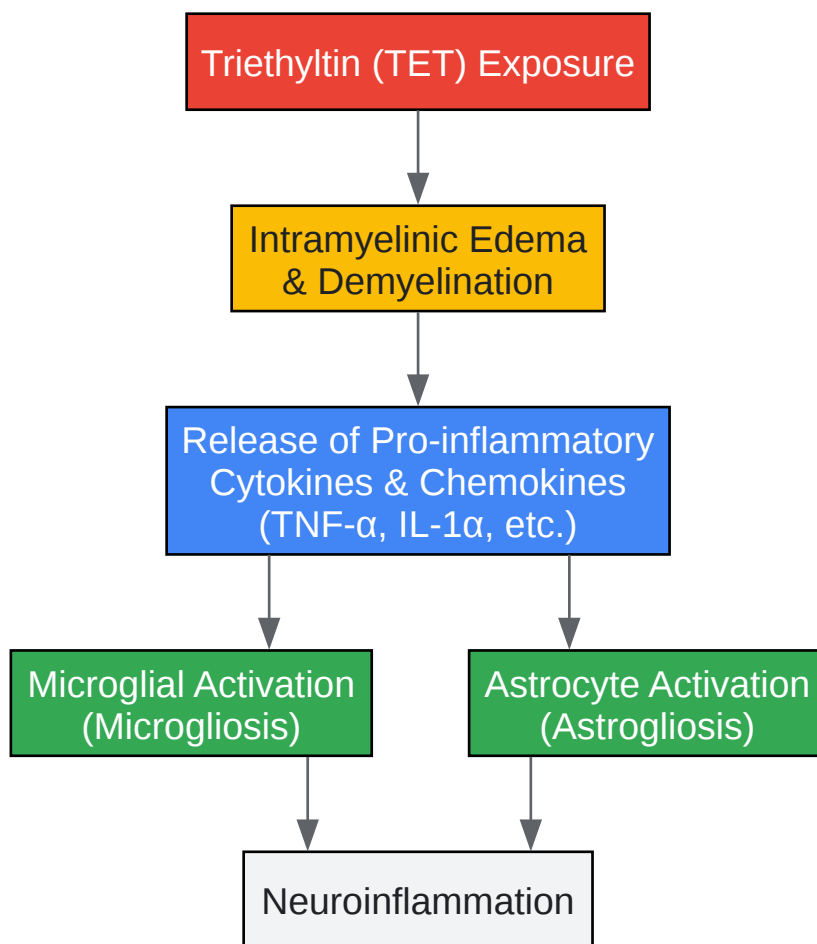 Triethyltin (TET) Exposure
Intramyelinic Edema
& Demyelination
Release of Pro-inflammatory
Cytokines & Chemokines
(TNF-α, IL-1α, etc.)
Microglial Activation
(Microgliosis)
Astrocyte Activation
(Astrogliosis)
Neuroinflammation